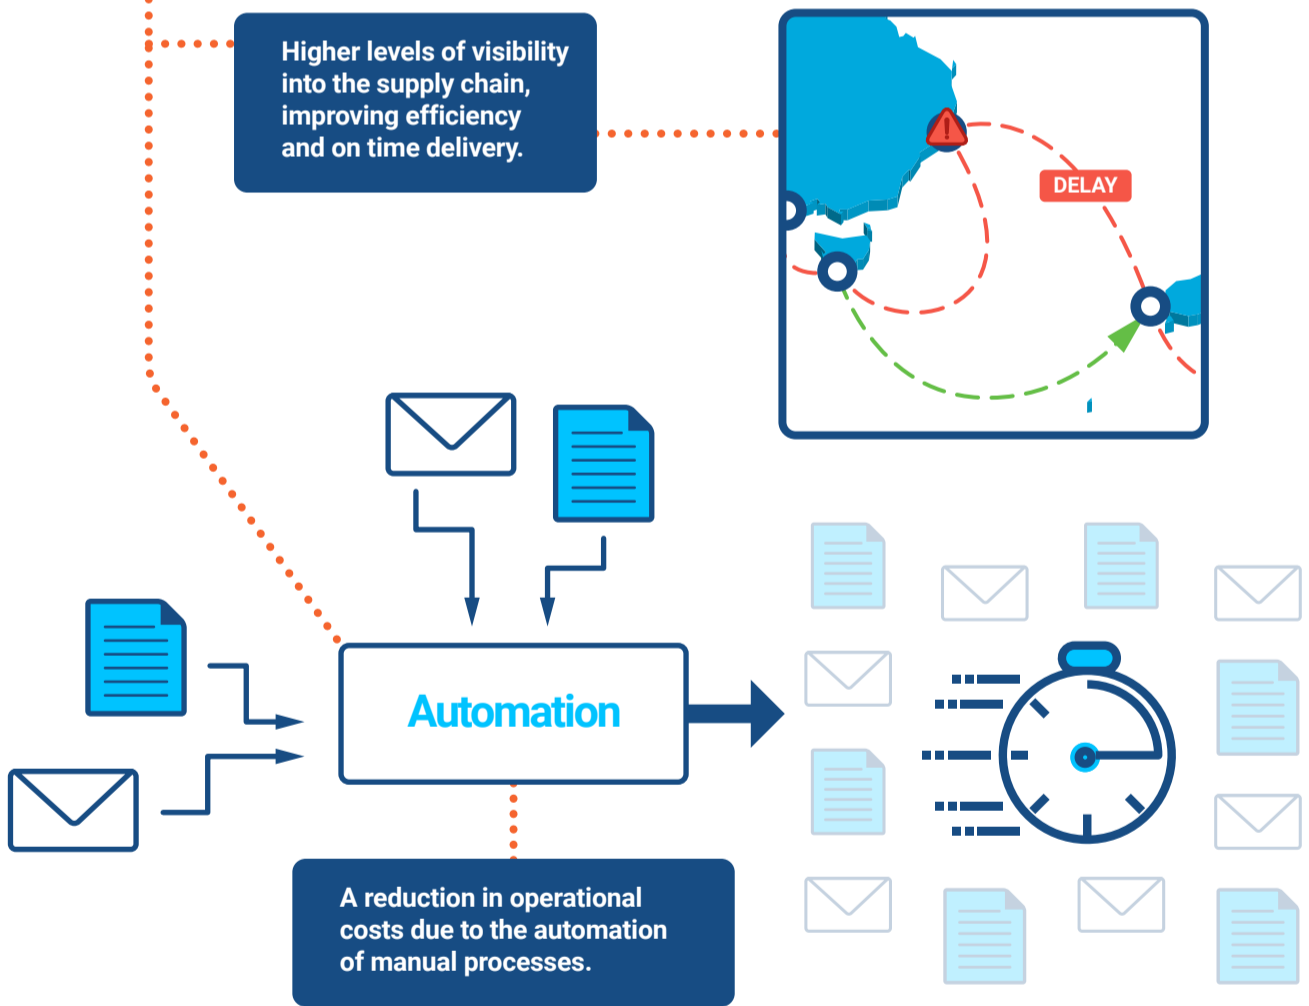 Higher levels of visibility
into the supply chain,
improving efficiency
and on time delivery.
DELAY
Automation
A reduction in operational
costs due to the automation
of manual processes.